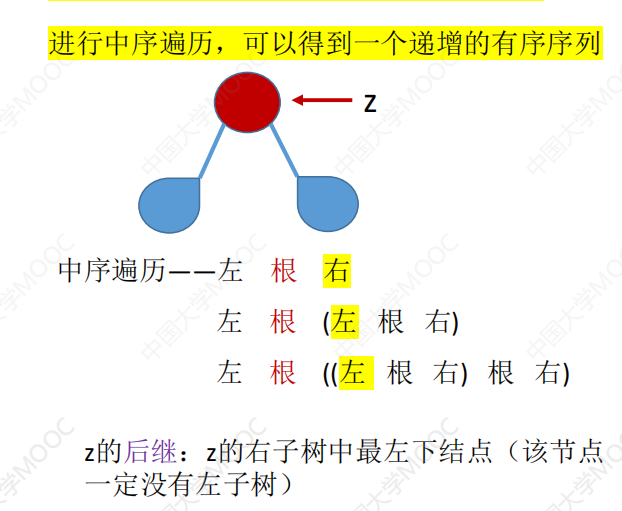 进行中序遍历，可以得到一个递增的有序序列
z
中序遍历——左 根 右
左 根 (左 根 右)
左 根 ((左 根 右) 根 右)
z的后继：z的右子树中最左下结点（该节点
一定没有左子树）
中国大学MOOC